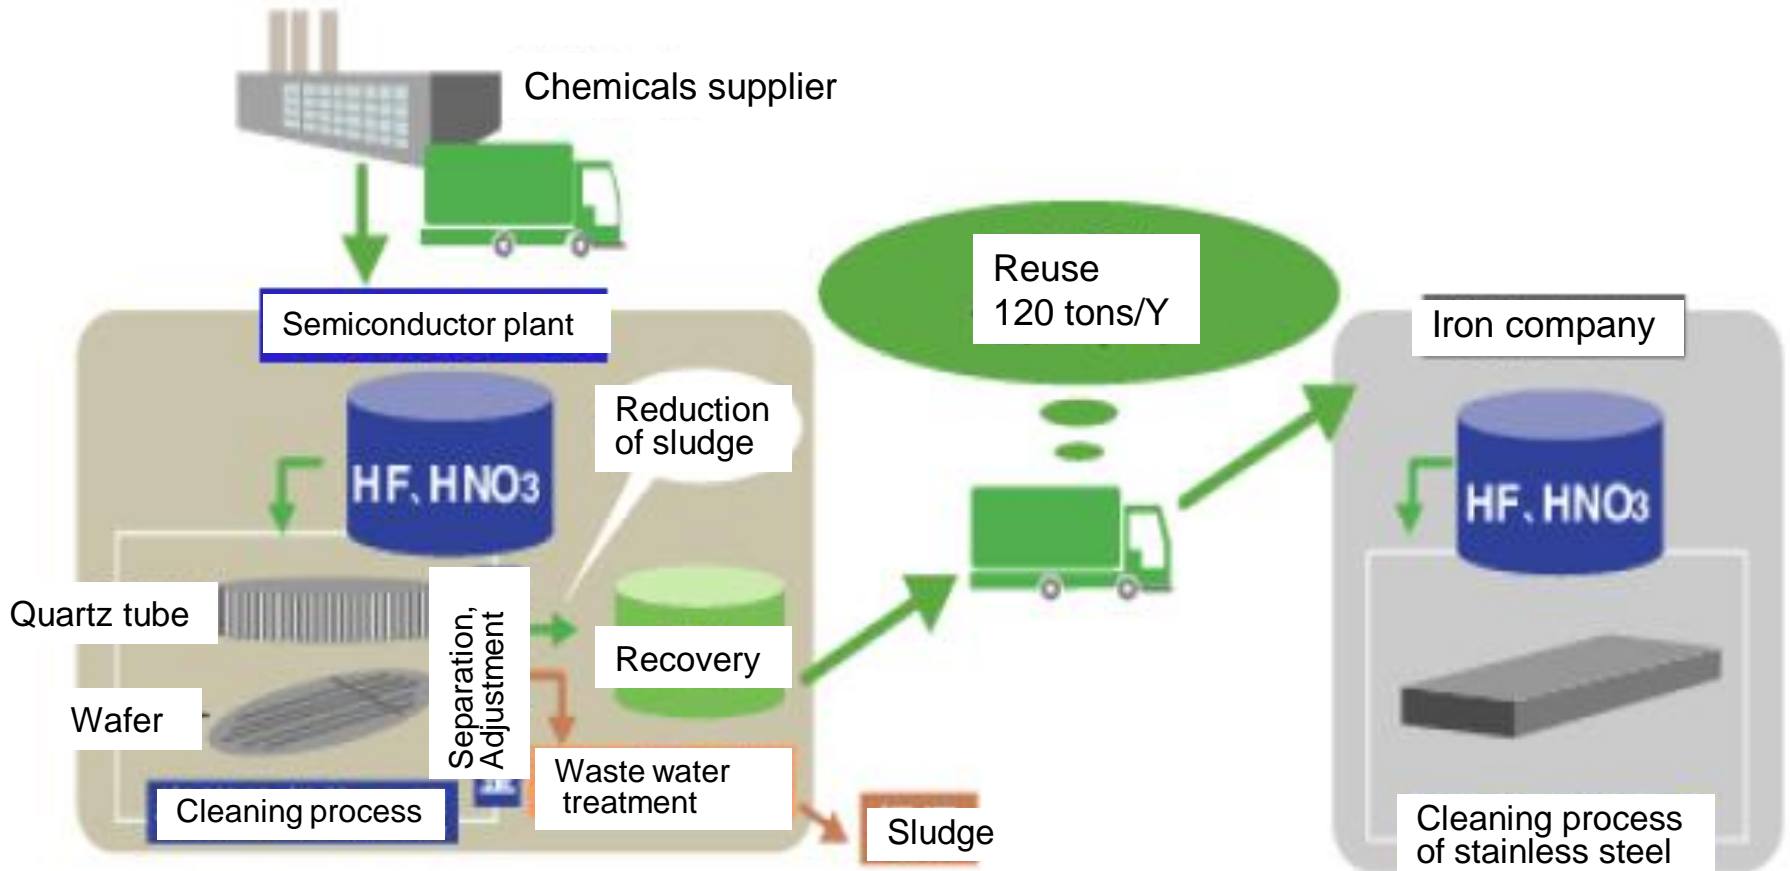 Chemicals supplier
Reuse
120 tons/Y
Semiconductor plant
Iron company
Reduction
of sludge
HF、HNO3
HF、HNO3
Quartz tube
Separation,
Adjustment
Recovery
Wafer
Waste water
treatment
Cleaning process
Sludge
Cleaning process
of stainless steel